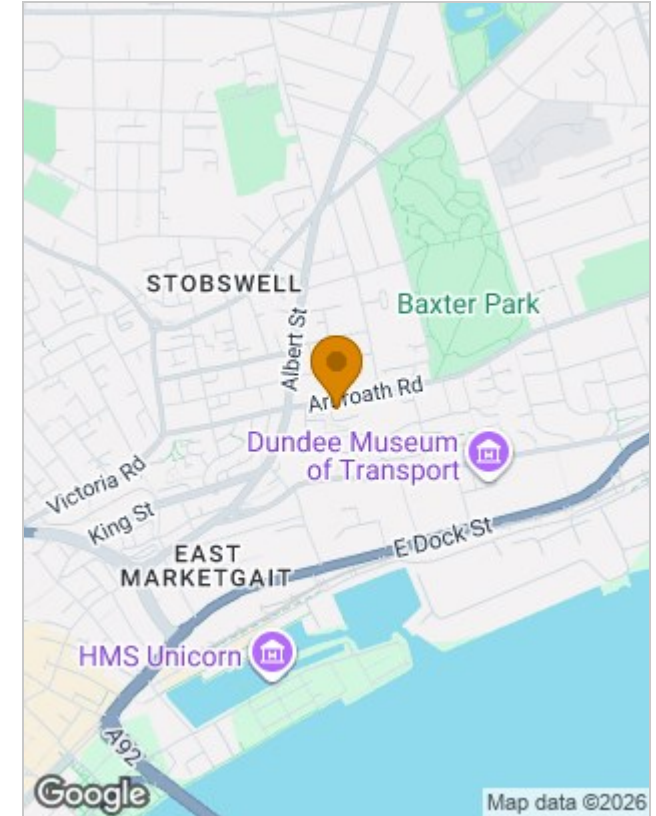 STOBSWELL
Baxter Park
Albert St
Arbroath Rd
Dundee Museum
of Transport
Victoria Rd
King St
E Dock St
EAST
MARKETGAIT
HMS Unicorn
A92
Google
Map data ©2026